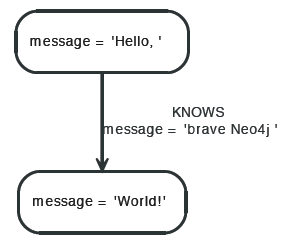 message = 'Hello, '
KNOWS
message = 'brave Neo4j '
message = 'World!'